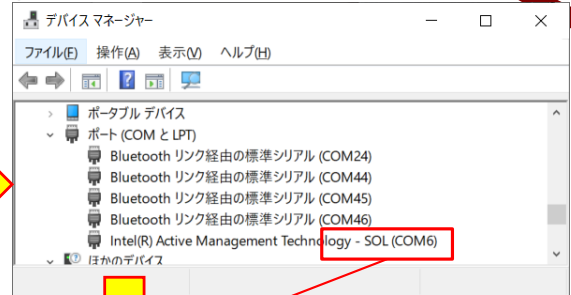 デバイス マネージャー
ファイル(F) 操作(A) 表示(V) ヘルプ(H)
ポータブル デバイス
ポート (COM と LPT)
Bluetooth リンク経由の標準シリアル (COM24)
Bluetooth リンク経由の標準シリアル (COM44)
Bluetooth リンク経由の標準シリアル (COM45)
Bluetooth リンク経由の標準シリアル (COM46)
Intel(R) Active Management Technology - SOL (COM6)
ほかのデバイス